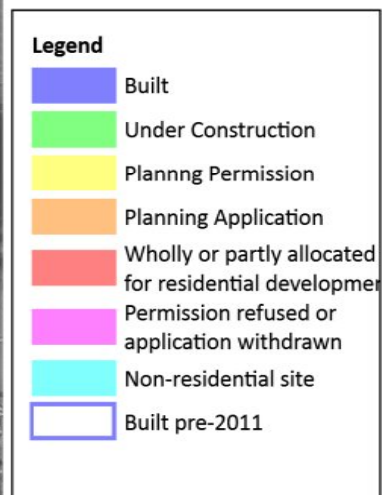 Legend
Built
Under Construction
Plannng Permission
Planning Application
Wholly or partly allocated
for residential developmen
Permission refused or
application withdrawn
Non-residential site
Built pre-2011